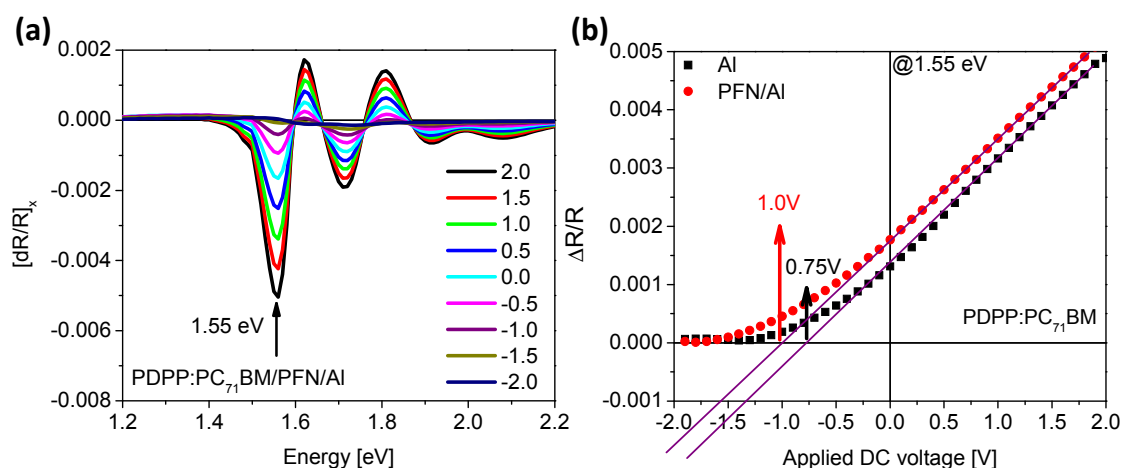 (a)
0.002
0.000
-0.002
-0.004
-0.006
-0.008
[dR/R]x
1.2 1.4 1.6 1.8 2.0 2.2
Energy [eV]
1.55 eV
PDPP:PC71BM/PFN/Al
2.0
1.5
1.0
0.5
0.0
-0.5
-1.0
-1.5
-2.0
(b)
0.005
0.004
0.003
0.002
0.001
0.000
-0.001
ΔR/R
Al
PFN/Al
@1.55 eV
1.0V
0.75V
PDPP:PC71BM
-2.0 -1.5 -1.0 -0.5 0.0 0.5 1.0 1.5 2.0
Applied DC voltage [V]